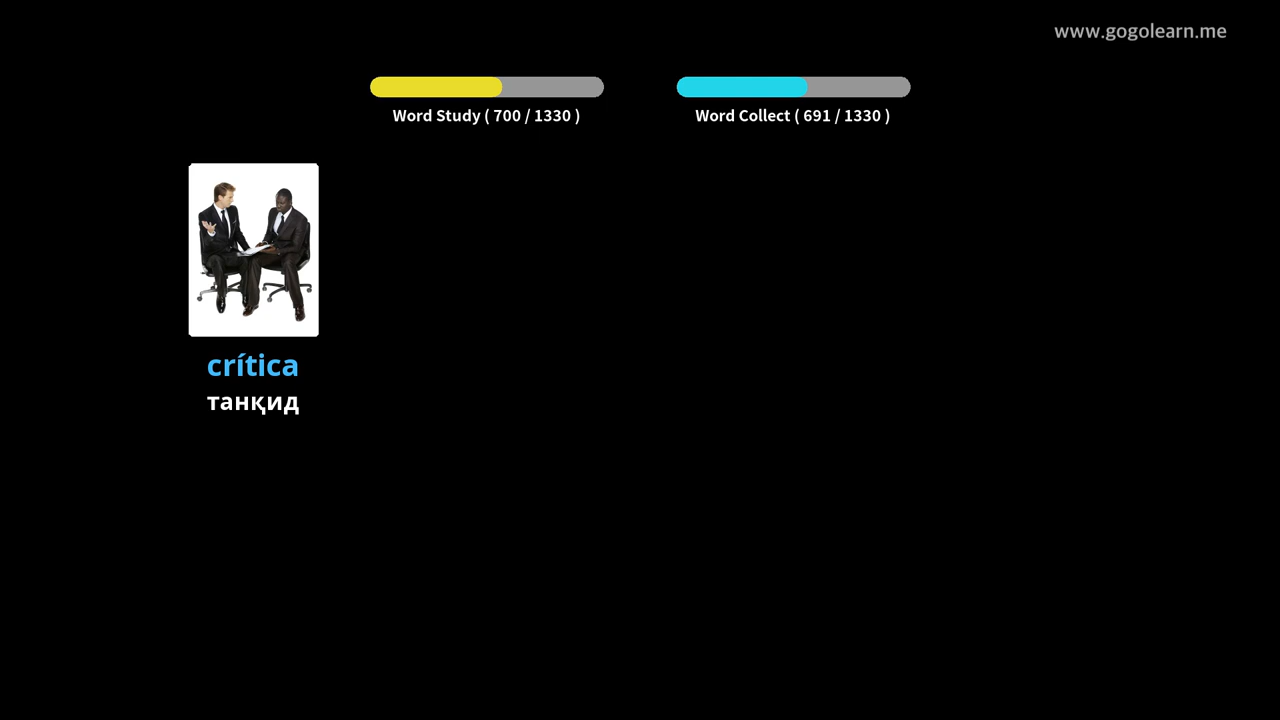 www.gogolearn.me
Word Study ( 700 / 1330 )
Word Collect ( 691 / 1330 )
crítica
танқид